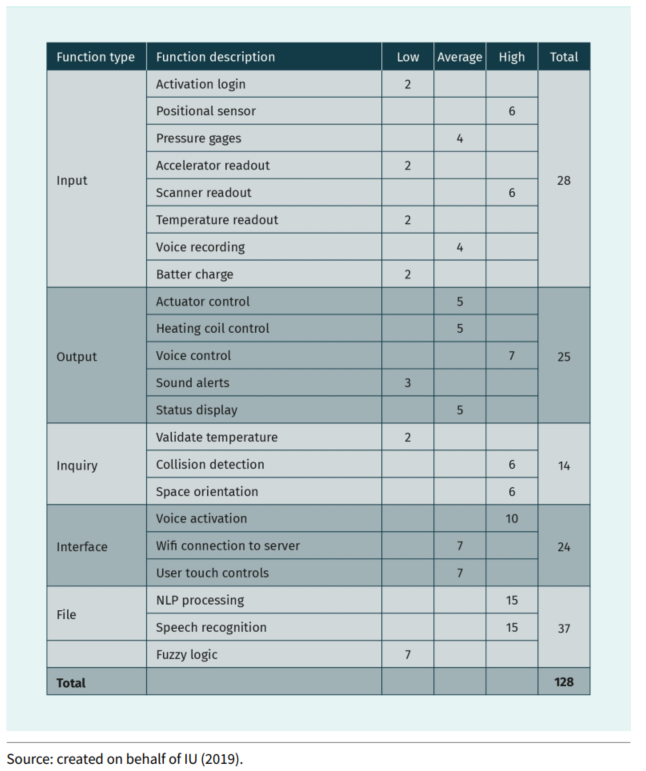 Function type Function description Low Average High Total
Activation login 2
Positional sensor 6
Pressure gages 4
Accelerator readout 2
Input 28
Scanner readout 6
Temperature readout 2
Voice recording 4
Batter charge 2
Actuator control 5
Heating coil control 5
Output Voice control 7 25
Sound alerts 3
Status display 5
Validate temperature 2
Inquiry Collision detection 6 14
Space orientation 6
Voice activation 10
Interface Wifi connection to server 7 24
User touch controls 7
NLP processing 15
File
Speech recognition 15 37
Fuzzy logic 7
Total 128
Source: created on behalf of IU (2019).